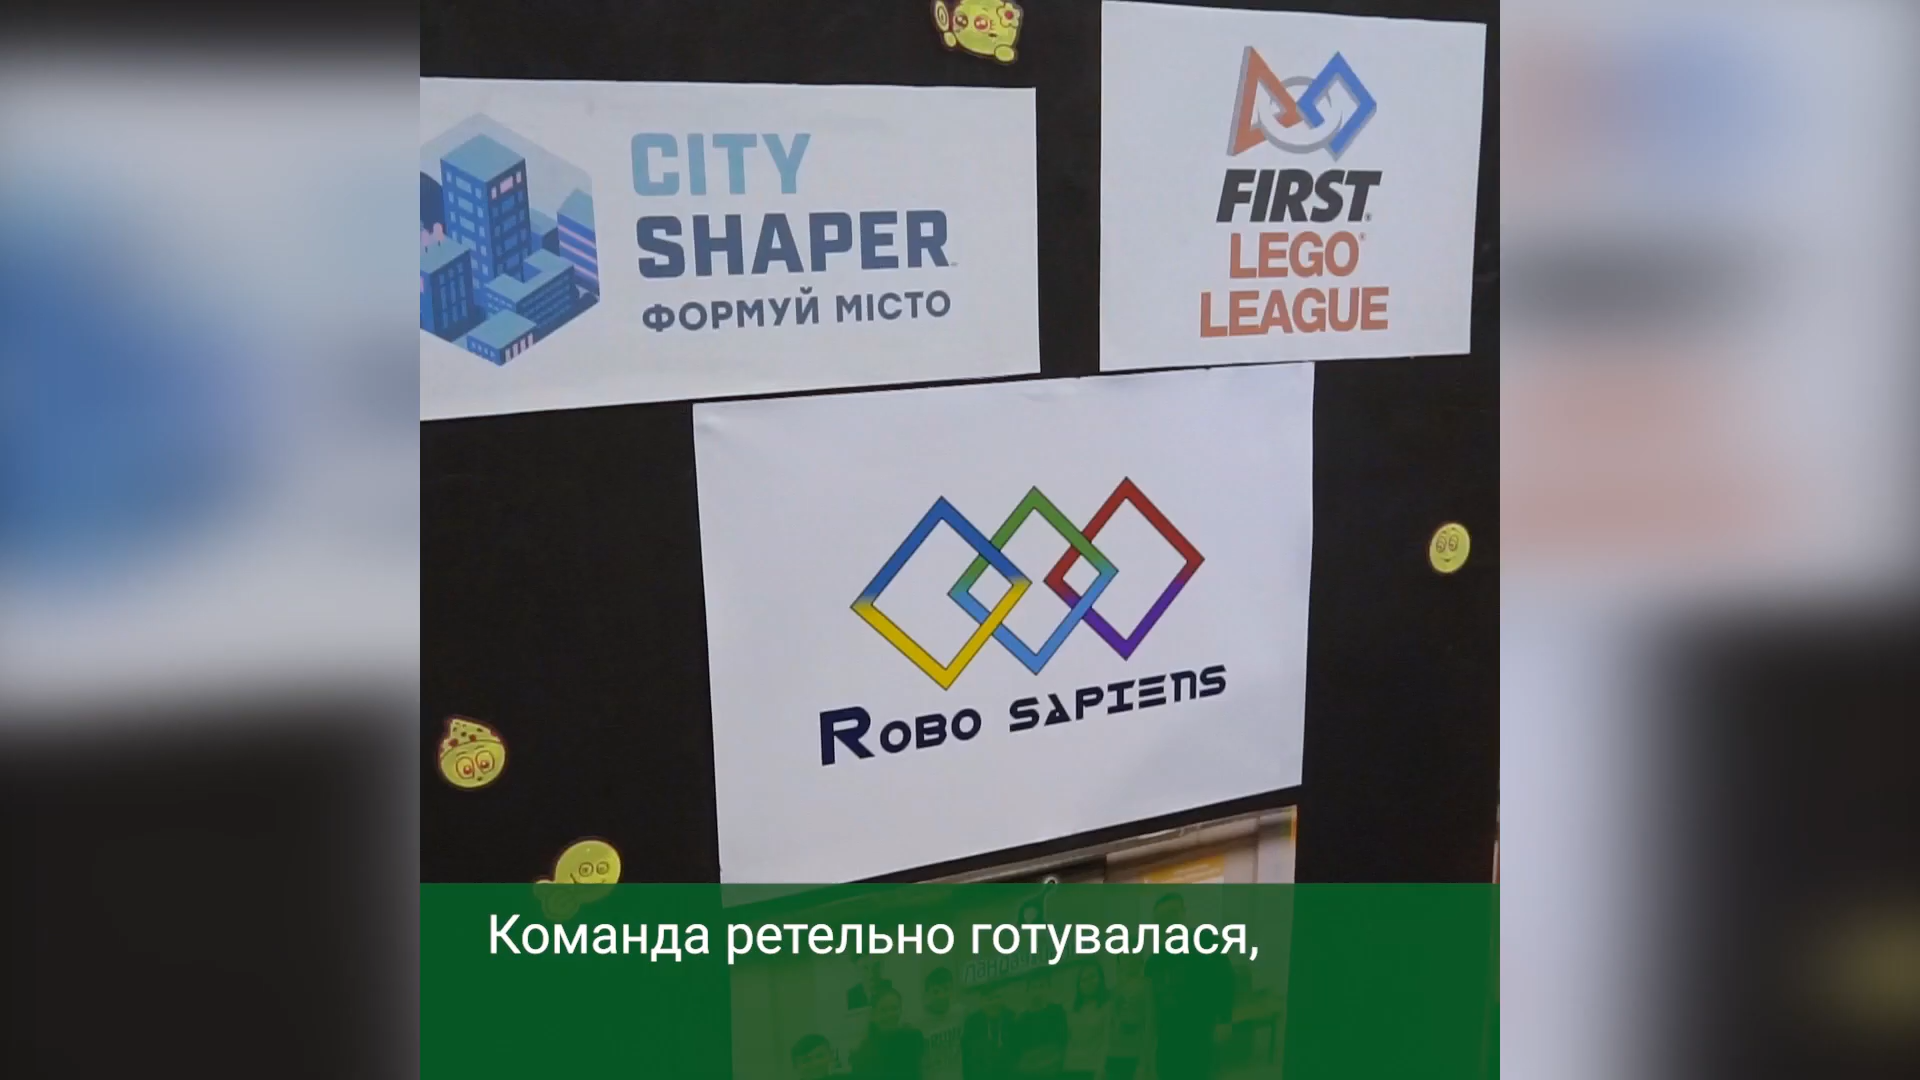 CITY
SHAPER
ФОРМУЙ МІСТО
FIRST
LEGO
LEAGUE
ROBO SAPIENS
Команда ретельно готувалася,